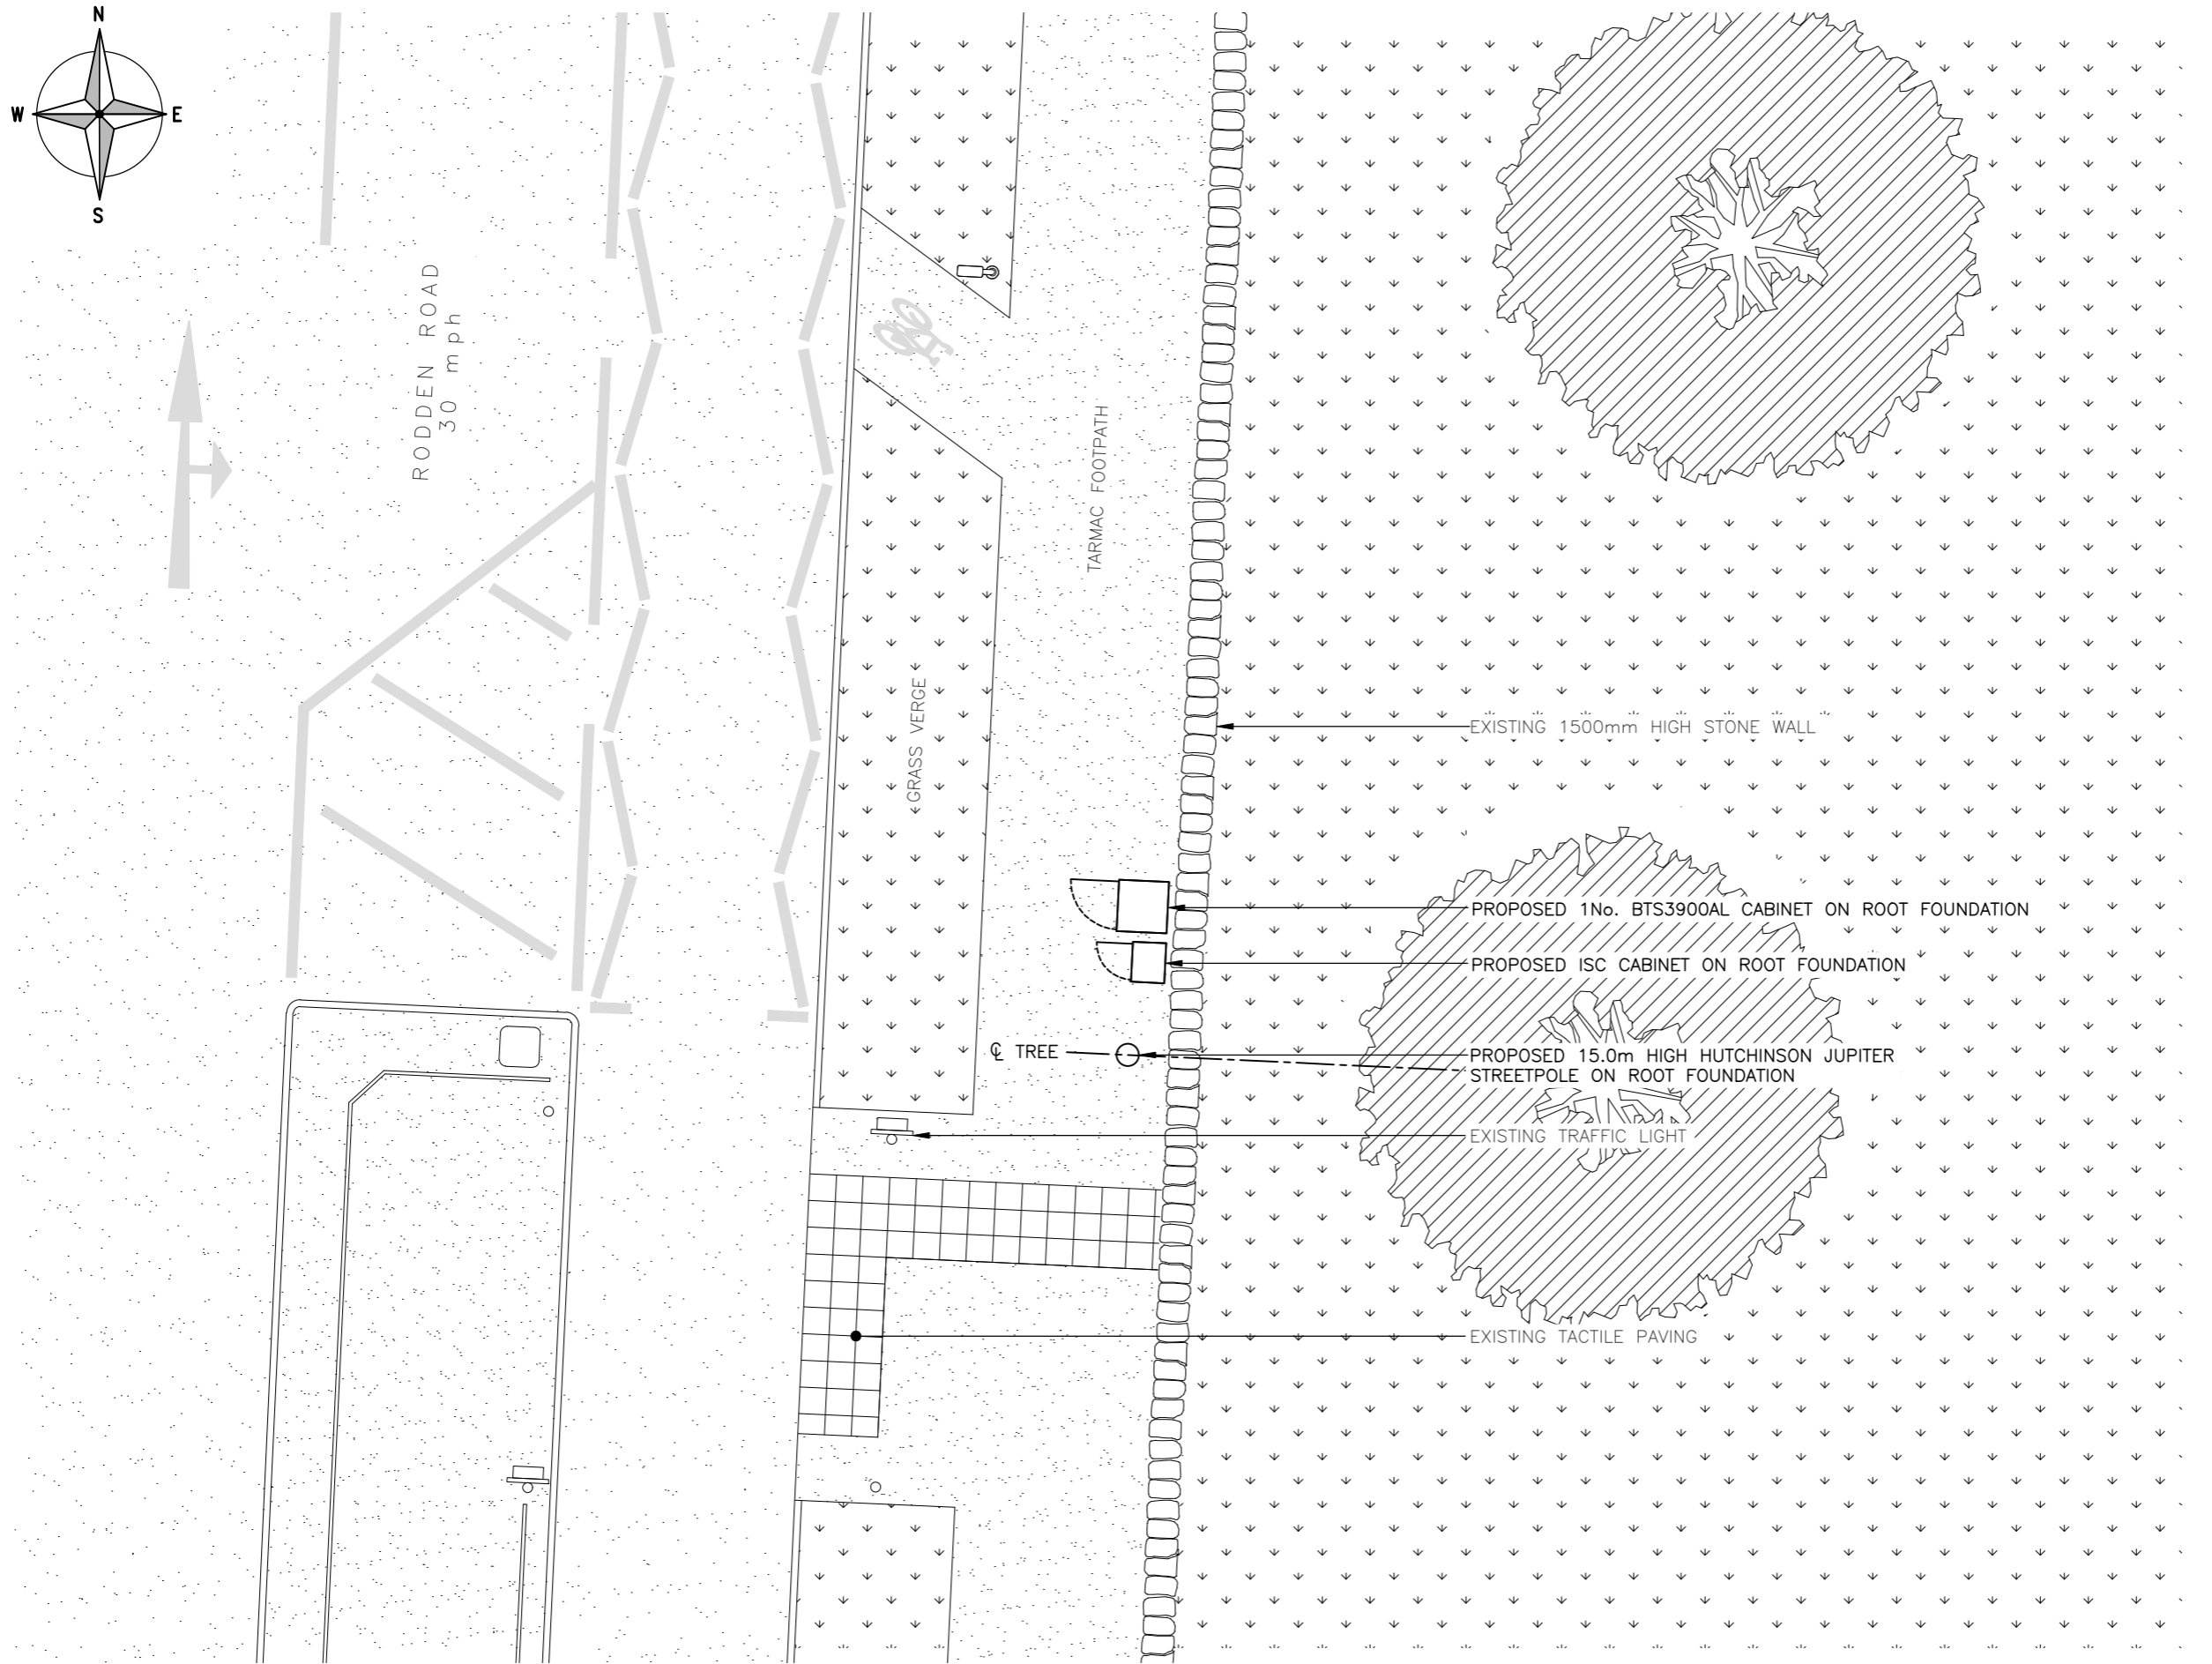 N
W
E
S
RODDEN ROAD
30 mph
TARMAC FOOTPATH
GRASS VERGE
EXISTING 1500mm HIGH STONE WALL
PROPOSED 1No. BTS3900AL CABINET ON ROOT FOUNDATION
PROPOSED ISC CABINET ON ROOT FOUNDATION
℄ TREE
PROPOSED 15.0m HIGH HUTCHINSON JUPITER
STREETPOLE ON ROOT FOUNDATION
EXISTING TRAFFIC LIGHT
EXISTING TACTILE PAVING